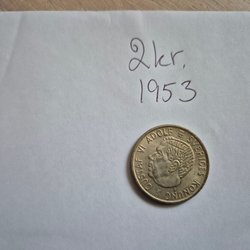 2kr.
1953
GUSTAF VI ADOLF SVERIGES KONUNG